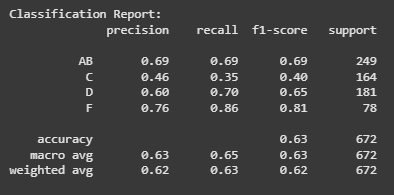 Classification Report:
precision recall f1-score support
AB 0.69 0.69 0.69 249
C 0.46 0.35 0.40 164
D 0.60 0.70 0.65 181
F 0.76 0.86 0.81 78
accuracy 0.63 672
macro avg 0.63 0.65 0.63 672
weighted avg 0.62 0.63 0.62 672